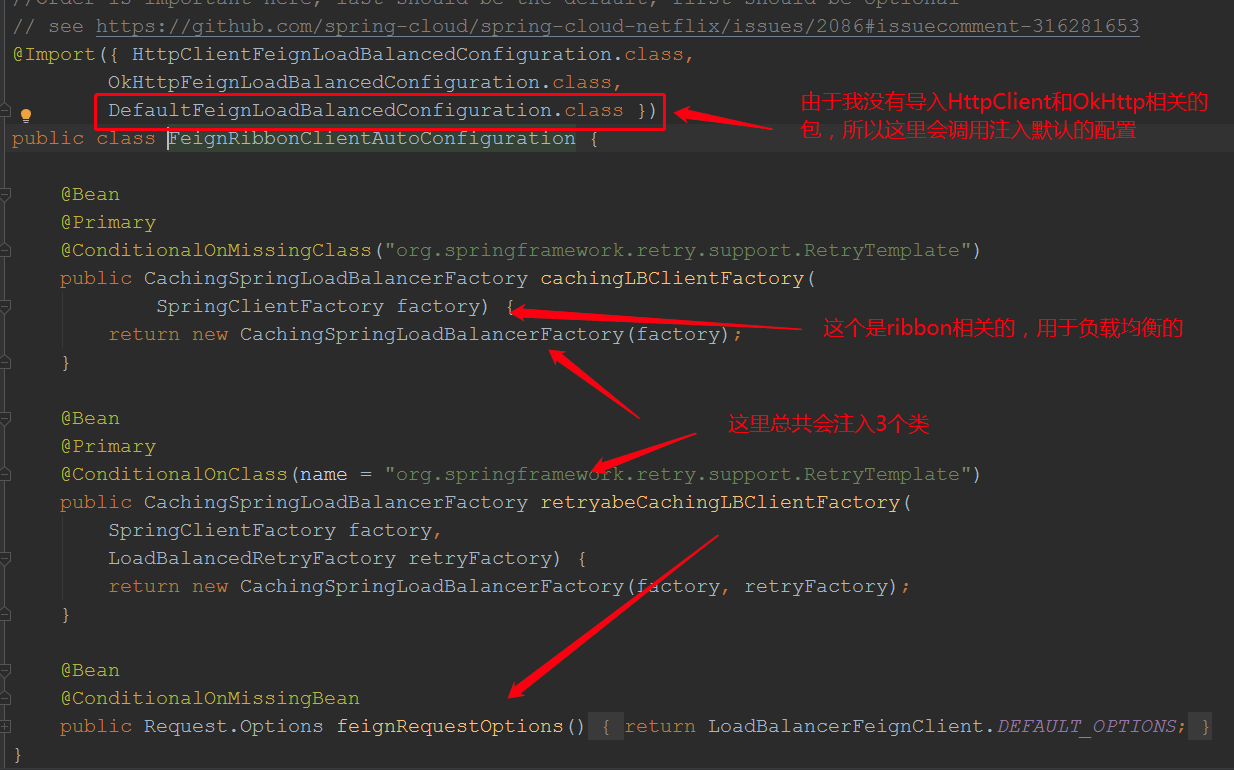 //Order is important here, last should be the default, first should be optional
// see https://github.com/spring-cloud/spring-cloud-netflix/issues/2086#issuecomment-316281653
@Import({ HttpClientFeignLoadBalancedConfiguration.class,
OkHttpFeignLoadBalancedConfiguration.class,
DefaultFeignLoadBalancedConfiguration.class })
由于我没有导入HttpClient和OkHttp相关的
包，所以这里会调用注入默认的配置
public class FeignRibbonClientAutoConfiguration {
@Bean
@Primary
@ConditionalOnMissingClass("org.springframework.retry.support.RetryTemplate")
public CachingSpringLoadBalancerFactory cachingLBClientFactory(
SpringClientFactory factory) {
这个是ribbon相关的，用于负载均衡的
return new CachingSpringLoadBalancerFactory(factory);
}
@Bean
这里总共会注入3个类
@Primary
@ConditionalOnClass(name = "org.springframework.retry.support.RetryTemplate")
public CachingSpringLoadBalancerFactory retryabeCachingLBClientFactory(
SpringClientFactory factory,
LoadBalancedRetryFactory retryFactory) {
return new CachingSpringLoadBalancerFactory(factory, retryFactory);
}
@Bean
@ConditionalOnMissingBean
public Request.Options feignRequestOptions() { return LoadBalancerFeignClient.DEFAULT_OPTIONS; }
}